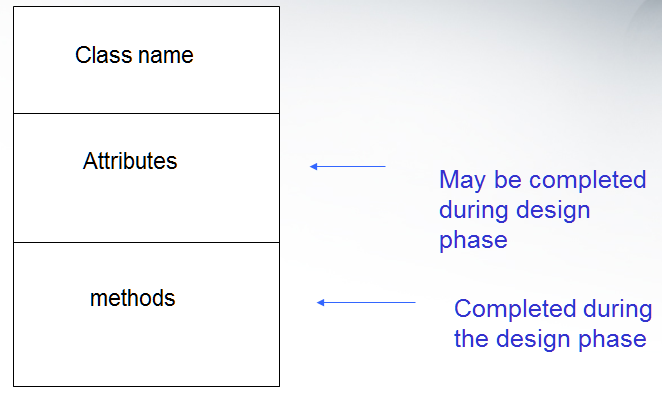 Class name
Attributes
May be completed
during design
phase
methods
Completed during
the design phase